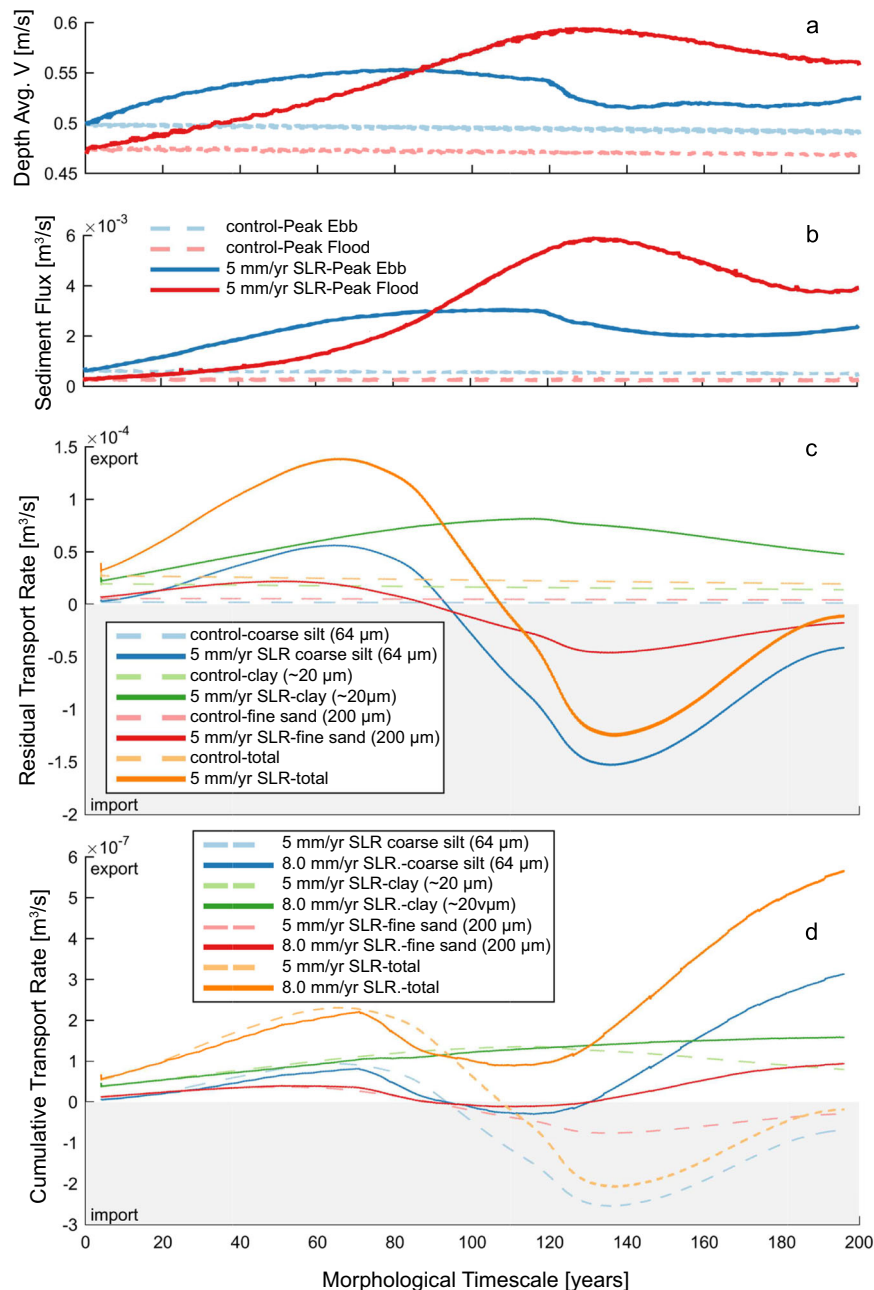 a
Depth Avg. V [m/s]
0.6
0.55
0.5
0.45
b
Sediment Flux [m³/s]
×10⁻³
6
4
2
0
control-Peak Ebb
control-Peak Flood
5 mm/yr SLR-Peak Ebb
5 mm/yr SLR-Peak Flood
c
Residual Transport Rate [m³/s]
×10⁻⁴
1.5
export
1
0.5
0
-0.5
-1
-1.5
-2
import
control-coarse silt (64 µm)
5 mm/yr SLR coarse silt (64 µm)
control-clay (~20 µm)
5 mm/yr SLR-clay (~20µm)
control-fine sand (200 µm)
5 mm/yr SLR-fine sand (200 µm)
control-total
5 mm/yr SLR-total
d
Cumulative Transport Rate [m³/s]
×10⁻⁷
6
export
5
4
3
2
1
0
-1
-2
-3
import
5 mm/yr SLR coarse silt (64 µm)
8.0 mm/yr SLR.-coarse silt (64 µm)
5 mm/yr SLR-clay (~20 µm)
8.0 mm/yr SLR.-clay (~20vµm)
5 mm/yr SLR-fine sand (200 µm)
8.0 mm/yr SLR.-fine sand (200 µm)
5 mm/yr SLR-total
8.0 mm/yr SLR.-total
0 20 40 60 80 100 120 140 160 180 200
Morphological Timescale [years]